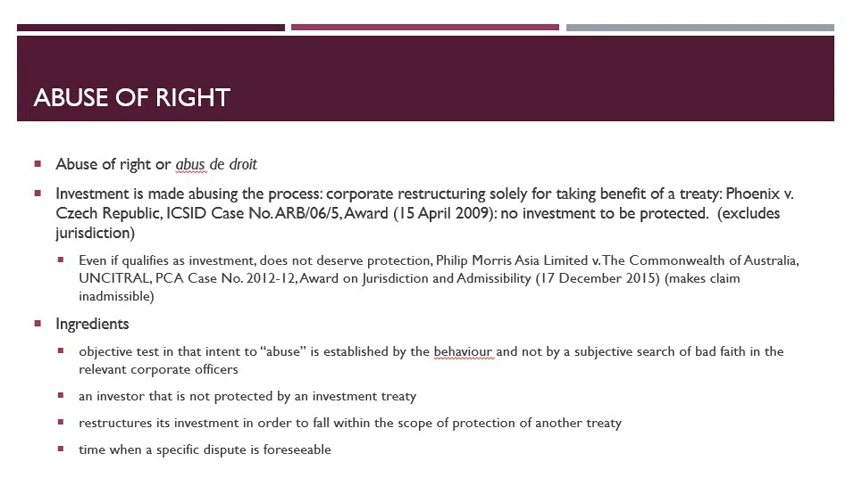 ABUSE OF RIGHT
Abuse of right or abus de droit
Investment is made abusing the process: corporate restructuring solely for taking benefit of a treaty: Phoenix v.
Czech Republic, ICSID Case No. ARB/06/5, Award (15 April 2009): no investment to be protected. (excludes
jurisdiction)
Even if qualifies as investment, does not deserve protection, Philip Morris Asia Limited v. The Commonwealth of Australia,
UNCITRAL, PCA Case No. 2012-12, Award on Jurisdiction and Admissibility (17 December 2015) (makes claim
inadmissible)
Ingredients
objective test in that intent to “abuse” is established by the behaviour and not by a subjective search of bad faith in the
relevant corporate officers
an investor that is not protected by an investment treaty
restructures its investment in order to fall within the scope of protection of another treaty
time when a specific dispute is foreseeable